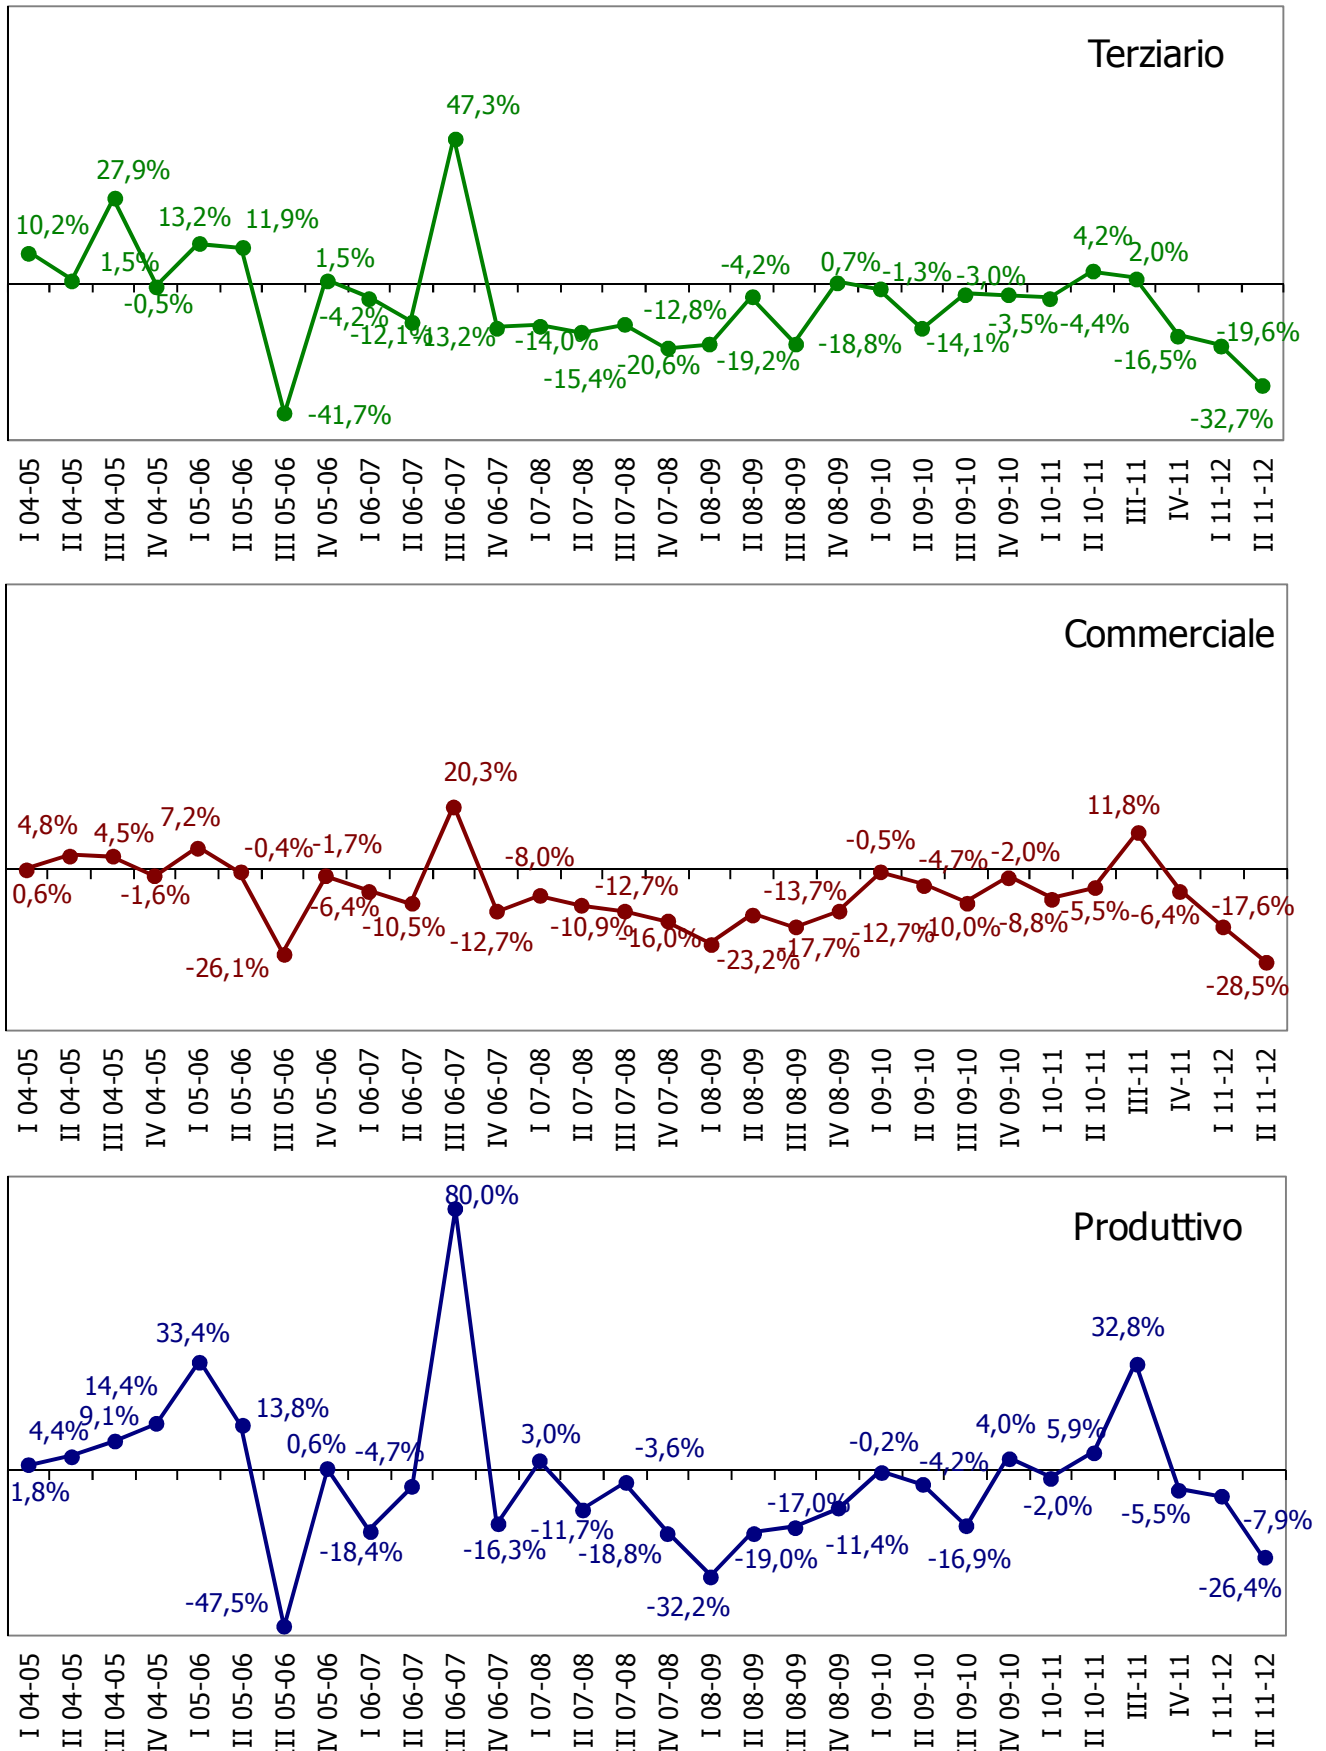 Terziario
47,3%
27,9%
10,2%
13,2%
11,9%
1,5%
-0,5%
1,5%
-4,2%
-12,1%
-13,2%
-14,0%
-15,4%
-12,8%
-20,6%
-19,2%
-4,2%
-18,8%
0,7%
-1,3%
-14,1%
-3,0%
-3,5%
-4,4%
4,2%
2,0%
-16,5%
-19,6%
-32,7%
-41,7%
I 04-05
II 04-05
III 04-05
IV 04-05
I 05-06
II 05-06
III 05-06
IV 05-06
I 06-07
II 06-07
III 06-07
IV 06-07
I 07-08
II 07-08
III 07-08
IV 07-08
I 08-09
II 08-09
III 08-09
IV 08-09
I 09-10
II 09-10
III 09-10
IV 09-10
I 10-11
II 10-11
III-11
IV-11
I 11-12
II 11-12
Commerciale
20,3%
4,8%
4,5%
7,2%
0,6%
-1,6%
-0,4%
-1,7%
-26,1%
-6,4%
-10,5%
-12,7%
-8,0%
-10,9%
-12,7%
-16,0%
-23,2%
-13,7%
-17,7%
-12,7%
-0,5%
-4,7%
-10,0%
-2,0%
-8,8%
-5,5%
11,8%
-6,4%
-17,6%
-28,5%
I 04-05
II 04-05
III 04-05
IV 04-05
I 05-06
II 05-06
III 05-06
IV 05-06
I 06-07
II 06-07
III 06-07
IV 06-07
I 07-08
II 07-08
III 07-08
IV 07-08
I 08-09
II 08-09
III 08-09
IV 08-09
I 09-10
II 09-10
III 09-10
IV 09-10
I 10-11
II 10-11
III-11
IV-11
I 11-12
II 11-12
Produttivo
80,0%
33,4%
14,4%
9,1%
4,4%
1,8%
13,8%
-47,5%
0,6%
-18,4%
-4,7%
-16,3%
3,0%
-11,7%
-3,6%
-18,8%
-32,2%
-19,0%
-17,0%
-11,4%
-0,2%
-4,2%
-16,9%
4,0%
-2,0%
5,9%
32,8%
-5,5%
-7,9%
-26,4%
I 04-05
II 04-05
III 04-05
IV 04-05
I 05-06
II 05-06
III 05-06
IV 05-06
I 06-07
II 06-07
III 06-07
IV 06-07
I 07-08
II 07-08
III 07-08
IV 07-08
I 08-09
II 08-09
III 08-09
IV 08-09
I 09-10
II 09-10
III 09-10
IV 09-10
I 10-11
II 10-11
III-11
IV-11
I 11-12
II 11-12